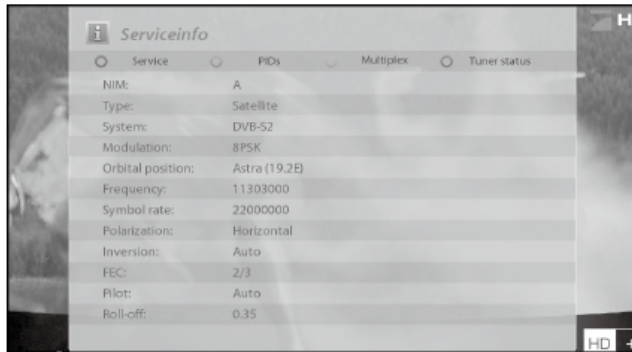 H
Serviceinfo
Service PIDs Multiplex Tuner status
NIM: A
Type: Satellite
System: DVB-S2
Modulation: 8PSK
Orbital position: Astra (19.2E)
Frequency: 11303000
Symbol rate: 22000000
Polarization: Horizontal
Inversion: Auto
FEC: 2/3
Pilot: Auto
Roll-off: 0.35
HD +